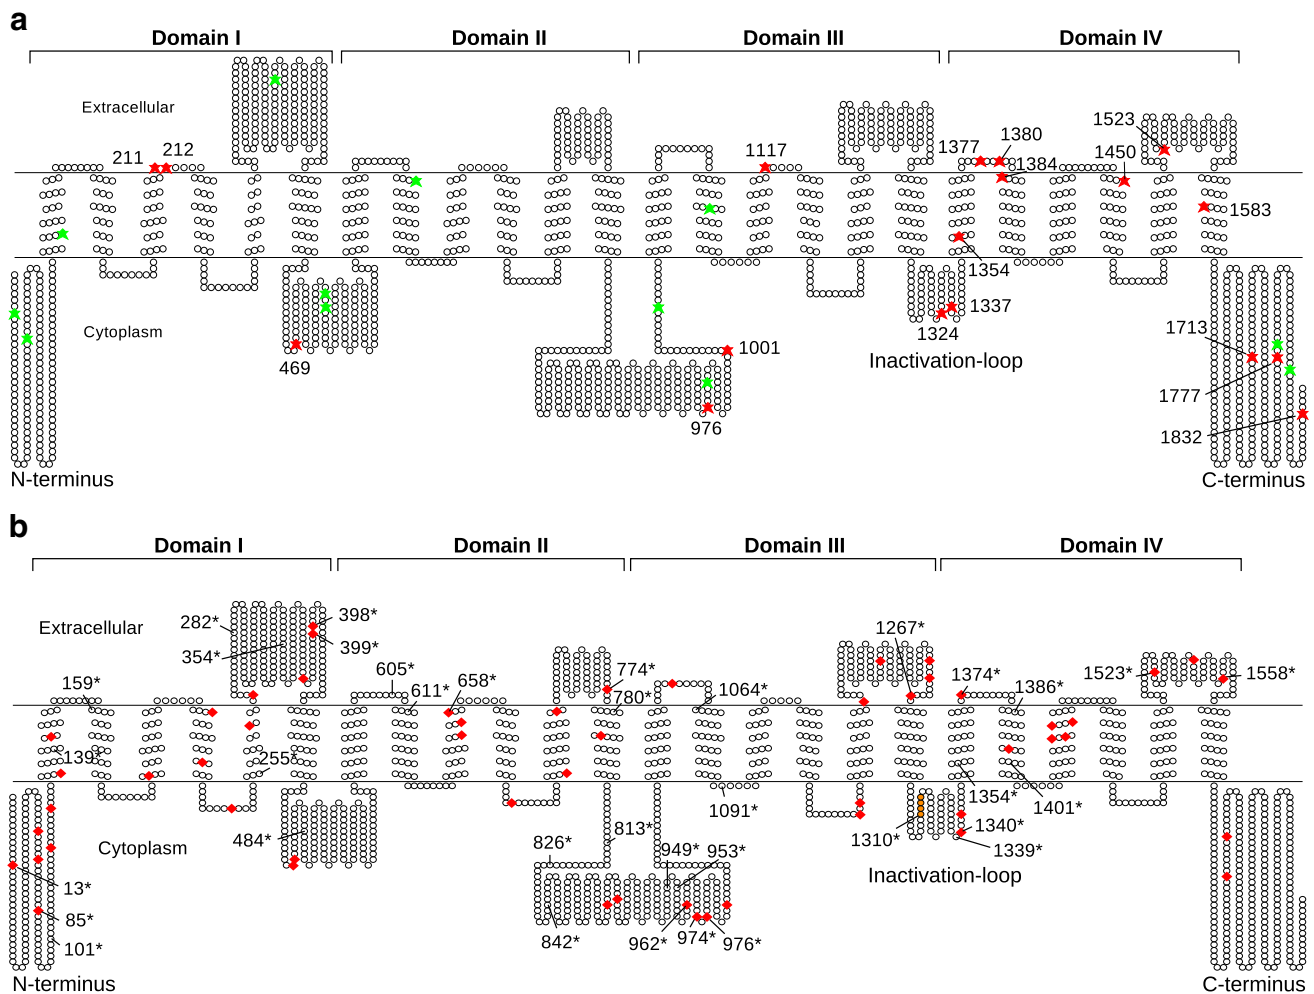 a
Domain I
Domain II
Domain III
Domain IV
Extracellular
211
212
1117
1377
1380
1384
1523
1450
1583
1354
1337
1324
Inactivation-loop
Cytoplasm
469
1001
976
1713
1777
1832
N-terminus
C-terminus
b
Domain I
Domain II
Domain III
Domain IV
Extracellular
282*
398*
399*
354*
159*
605*
611*
658*
774*
780*
1064*
1267*
1374*
1386*
1523*
1558*
139*
255*
1091*
1354*
1401*
1310*
1340*
1339*
Inactivation-loop
Cytoplasm
484*
826*
813*
949*
953*
13*
85*
101*
842*
962*
974*
976*
N-terminus
C-terminus